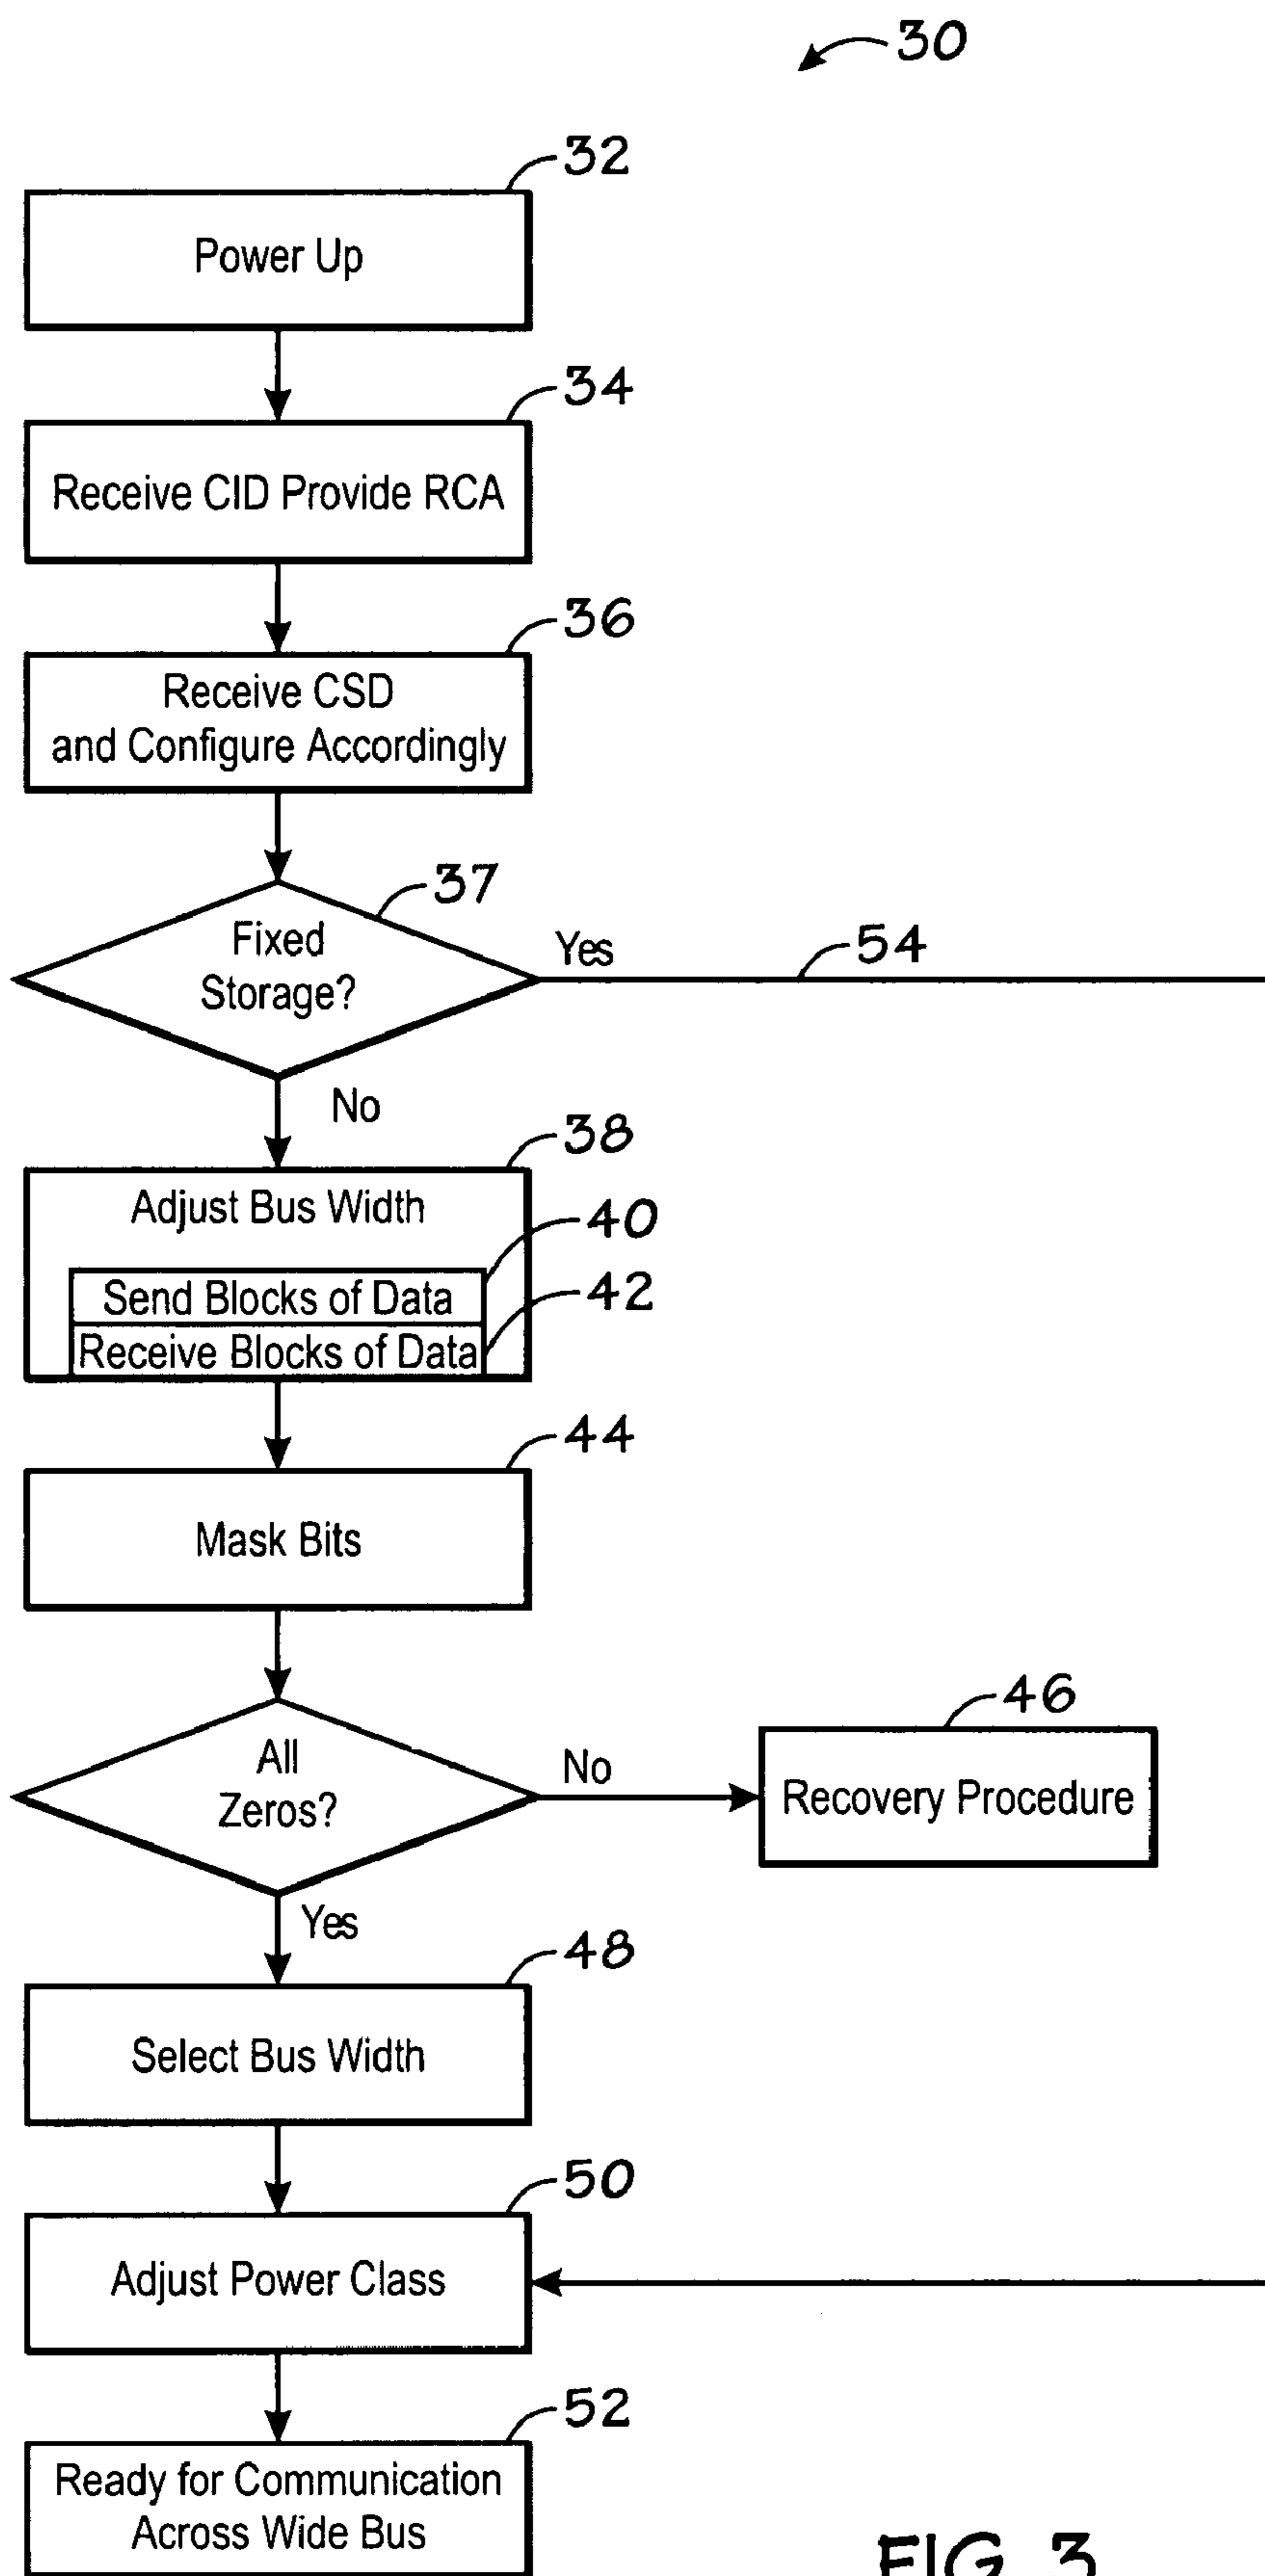 30
32
Power Up
34
Receive CID Provide RCA
36
Receive CSD
and Configure Accordingly
37
Fixed
Storage?
Yes
54
No
38
Adjust Bus Width
40
Send Blocks of Data
42
Receive Blocks of Data
44
Mask Bits
All
Zeros?
No
46
Recovery Procedure
Yes
48
Select Bus Width
50
Adjust Power Class
52
Ready for Communication
Across Wide Bus
FIG. 3